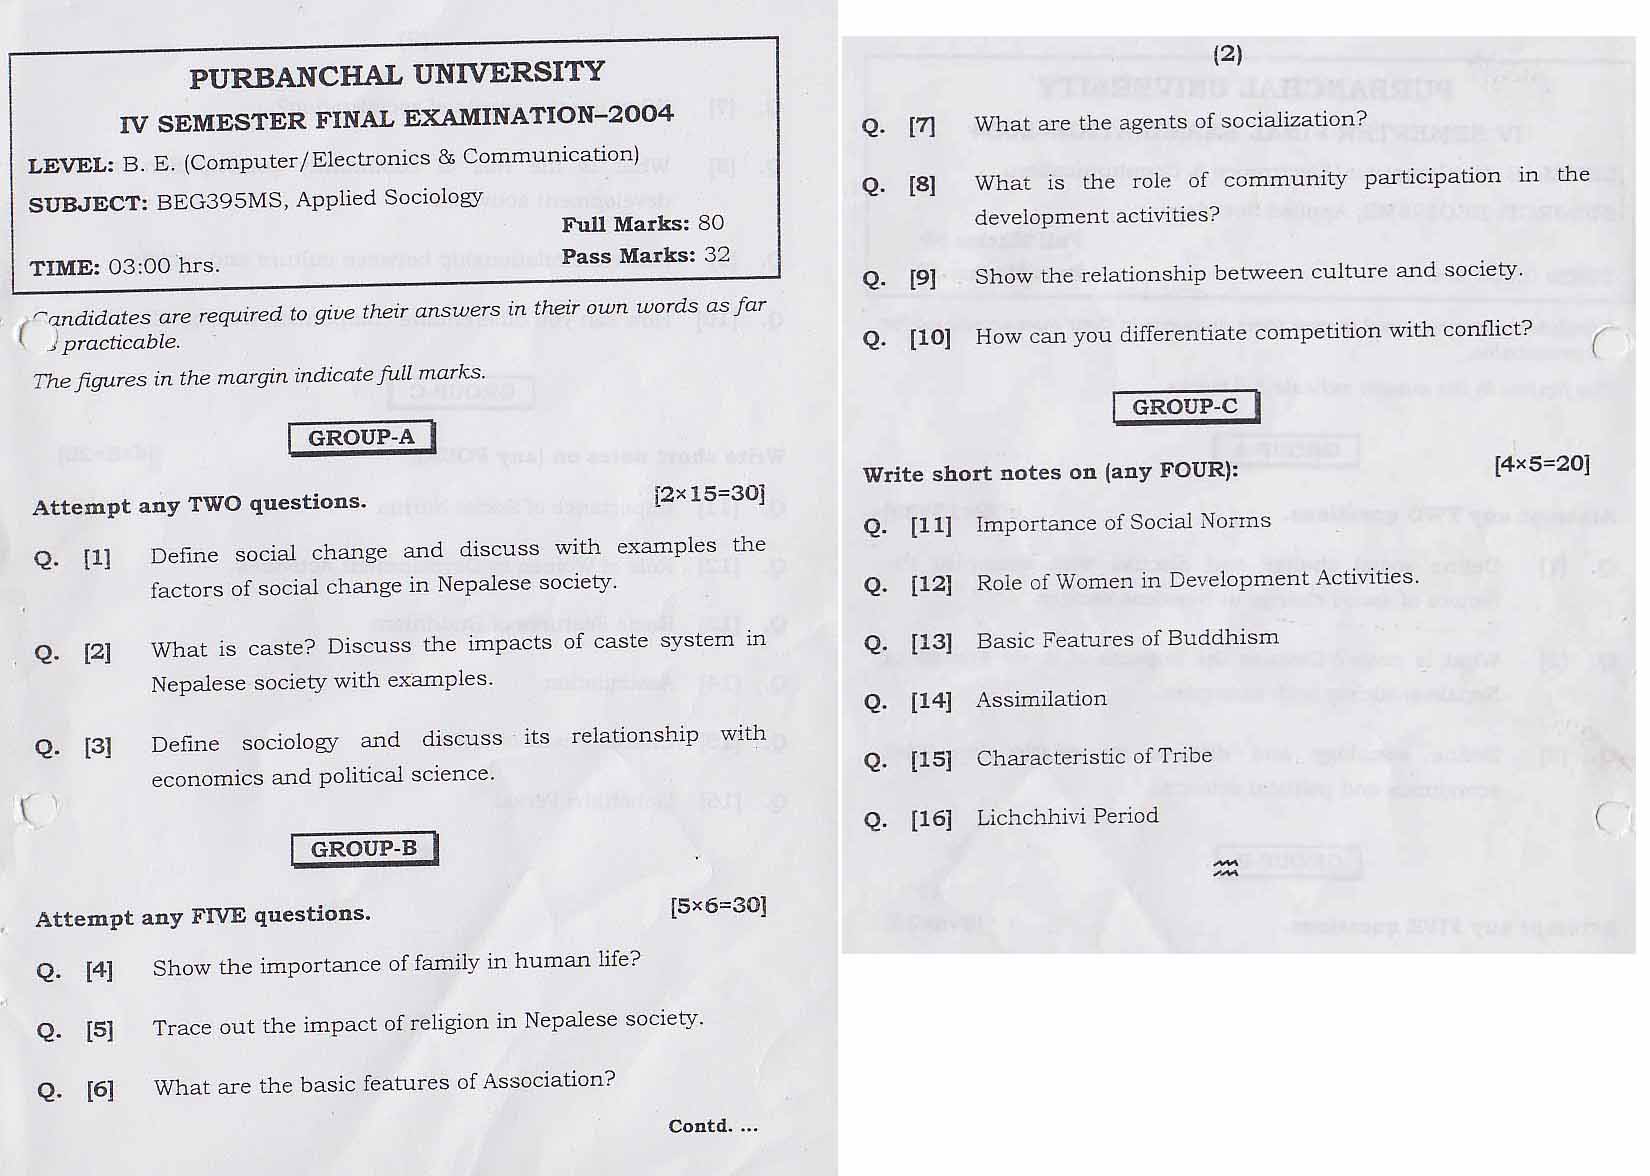 PURBANCHAL UNIVERSITY
IV SEMESTER FINAL EXAMINATION–2004
LEVEL: B. E. (Computer/Electronics & Communication)
SUBJECT: BEG395MS, Applied Sociology
Full Marks: 80
TIME: 03:00 hrs. Pass Marks: 32
Candidates are required to give their answers in their own words as far
practicable.
The figures in the margin indicate full marks.
GROUP-A
Attempt any TWO questions. [2×15=30]
Q. [1] Define social change and discuss with examples the
factors of social change in Nepalese society.
Q. [2] What is caste? Discuss the impacts of caste system in
Nepalese society with examples.
Q. [3] Define sociology and discuss its relationship with
economics and political science.
GROUP-B
Attempt any FIVE questions. [5×6=30]
Q. [4] Show the importance of family in human life?
Q. [5] Trace out the impact of religion in Nepalese society.
Q. [6] What are the basic features of Association?
Contd. ...
(2)
Q. [7] What are the agents of socialization?
Q. [8] What is the role of community participation in the
development activities?
Q. [9] Show the relationship between culture and society.
Q. [10] How can you differentiate competition with conflict?
GROUP-C
Write short notes on (any FOUR): [4×5=20]
Q. [11] Importance of Social Norms
Q. [12] Role of Women in Development Activities.
Q. [13] Basic Features of Buddhism
Q. [14] Assimilation
Q. [15] Characteristic of Tribe
Q. [16] Lichchhivi Period